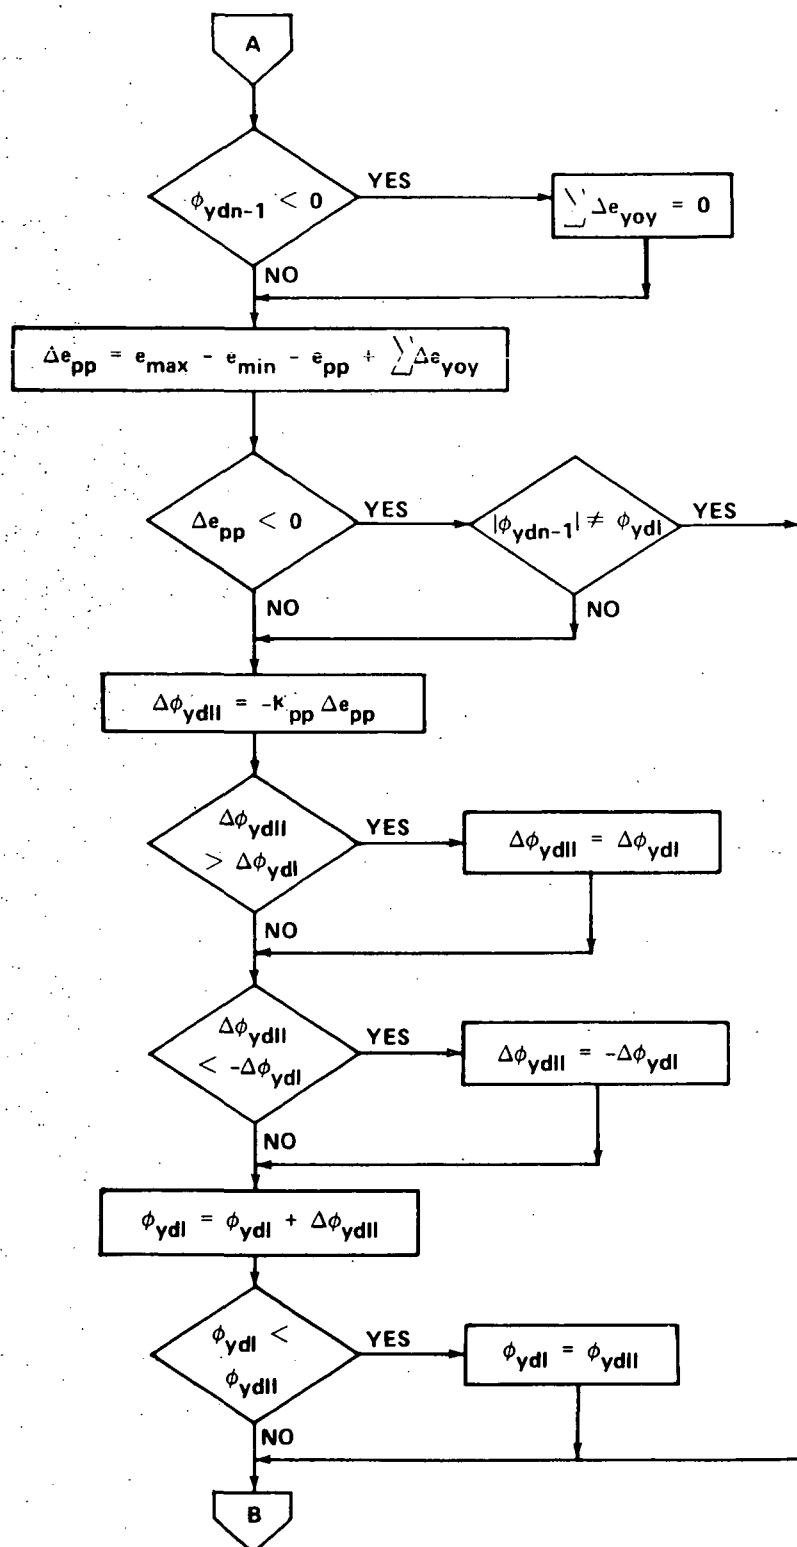 A
ϕydn-1 < 0
YES
∑ Δeyoy = 0
NO
Δepp = emax - emin - epp + ∑Δeyoy
Δepp < 0
YES
|ϕydn-1| ≠ ϕydl
YES
NO
NO
Δϕydll = -Kpp Δepp
Δϕydll
> Δϕydl
YES
Δϕydll = Δϕydl
NO
Δϕydll
< -Δϕydl
YES
Δϕydll = -Δϕydl
NO
ϕydl = ϕydl + Δϕydll
ϕydl <
ϕydll
YES
ϕydl = ϕydll
NO
B